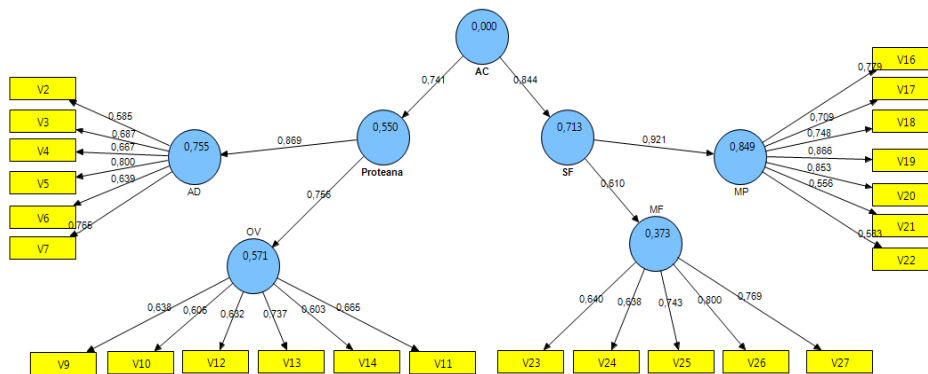 0,000
AC
0,741
0,844
V2
V3
V4
V5
V6
V7
0,585
0,687
0,667
0,800
0,639
0,765
0,755
AD
0,869
0,550
Proteana
0,713
SF
0,921
0,849
MP
0,779
0,709
0,748
0,866
0,853
0,556
V16
V17
V18
V19
V20
V21
V22
0,756
0,610
OV
0,571
MF
0,373
0,638
0,606
0,632
0,737
0,603
0,665
0,640
0,638
0,743
0,800
0,769
V9
V10
V12
V13
V14
V11
V23
V24
V25
V26
V27